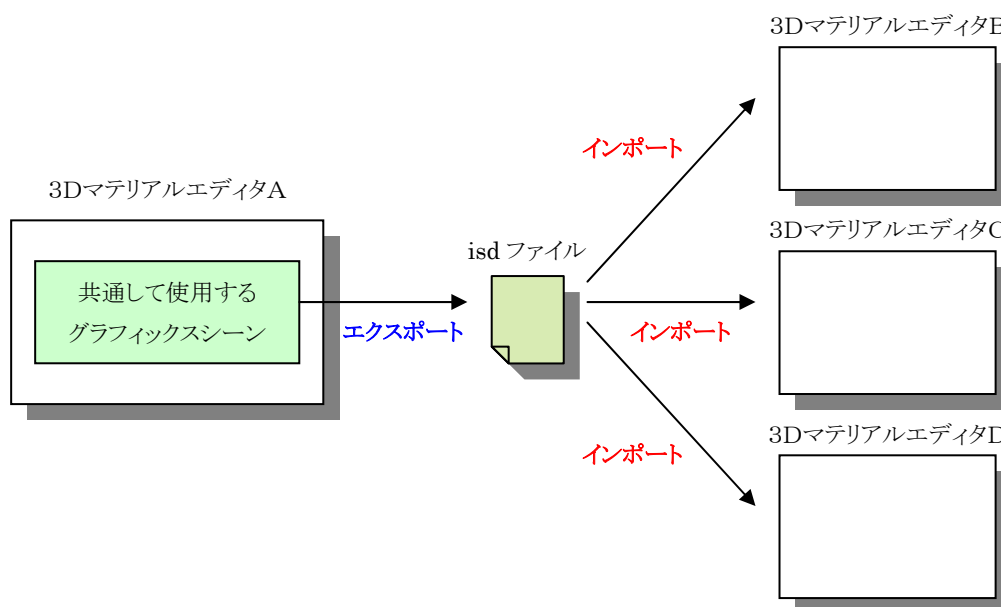 3DマテリアルエディタA
共通して使用する
グラフィックスシーン
エクスポート
isd ファイル
インポート
インポート
インポート
3DマテリアルエディタB
3DマテリアルエディタC
3DマテリアルエディタD